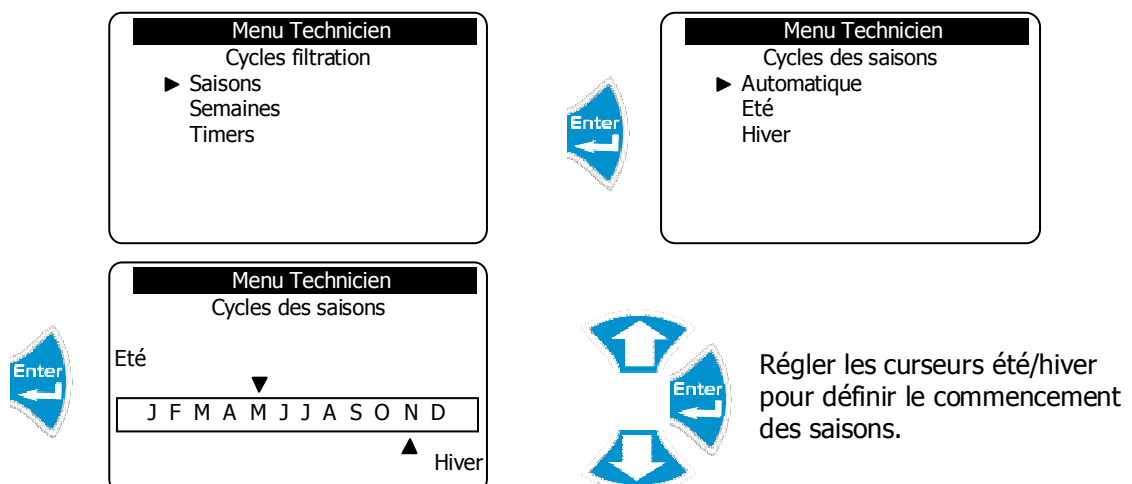 Menu Technicien
Cycles filtration
Saisons
Semaines
Timers
Enter
Menu Technicien
Cycles des saisons
Automatique
Eté
Hiver
Enter
Menu Technicien
Cycles des saisons
Eté
J F M A M J J A S O N D
Hiver
Enter
Régler les curseurs été/hiver
pour définir le commencement
des saisons.